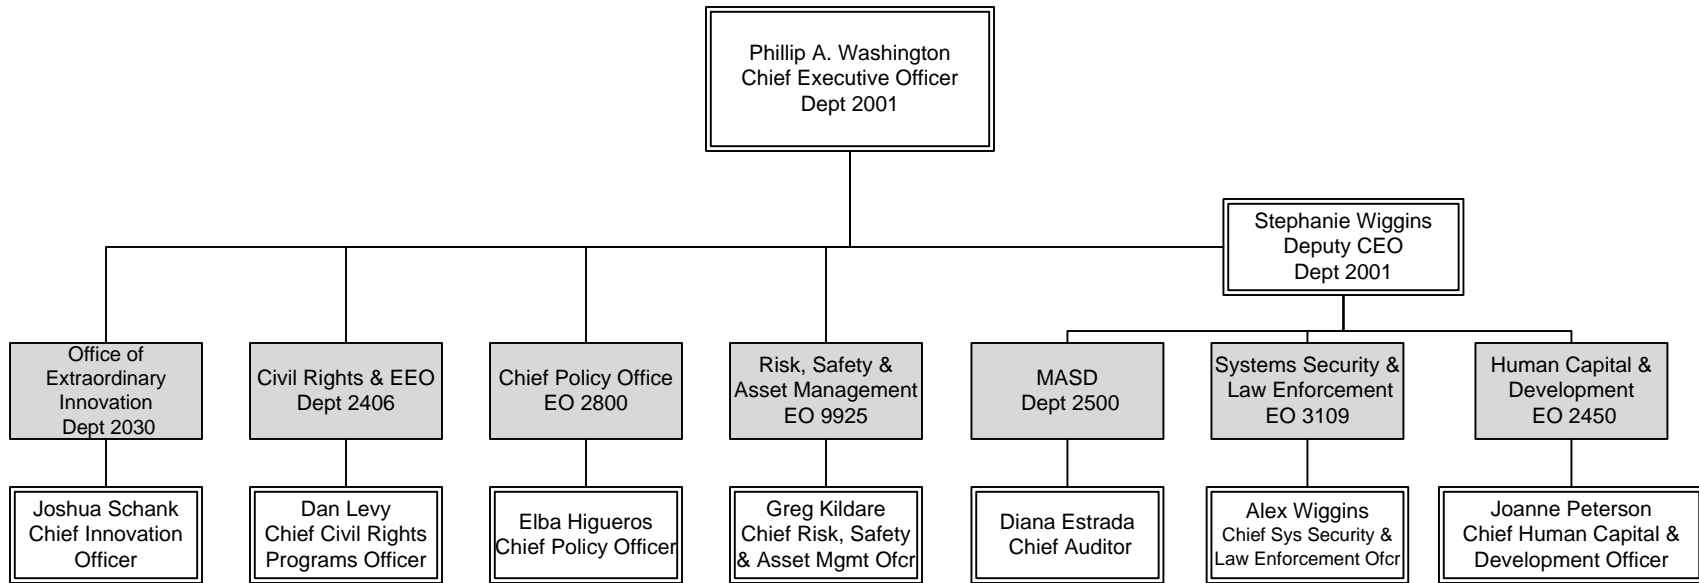 Phillip A. Washington
Chief Executive Officer
Dept 2001
Stephanie Wiggins
Deputy CEO
Dept 2001
Office of
Extraordinary
Innovation
Dept 2030
Civil Rights & EEO
Dept 2406
Chief Policy Office
EO 2800
Risk, Safety &
Asset Management
EO 9925
MASD
Dept 2500
Systems Security &
Law Enforcement
EO 3109
Human Capital &
Development
EO 2450
Joshua Schank
Chief Innovation
Officer
Dan Levy
Chief Civil Rights
Programs Officer
Elba Higueros
Chief Policy Officer
Greg Kildare
Chief Risk, Safety
& Asset Mgmt Ofcr
Diana Estrada
Chief Auditor
Alex Wiggins
Chief Sys Security &
Law Enforcement Ofcr
Joanne Peterson
Chief Human Capital &
Development Officer